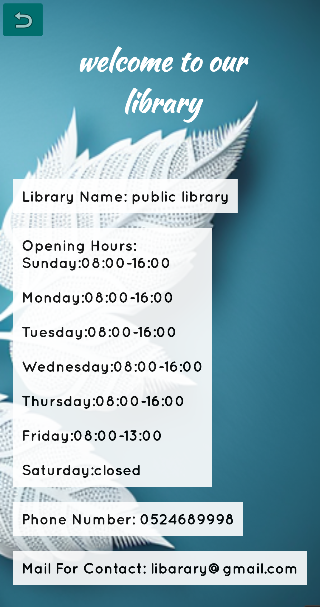 welcome to our
library
Library Name: public library
Opening Hours:
Sunday:08:00-16:00
Monday:08:00-16:00
Tuesday:08:00-16:00
Wednesday:08:00-16:00
Thursday:08:00-16:00
Friday:08:00-13:00
Saturday:closed
Phone Number: 0524689998
Mail For Contact: libarary@gmail.com